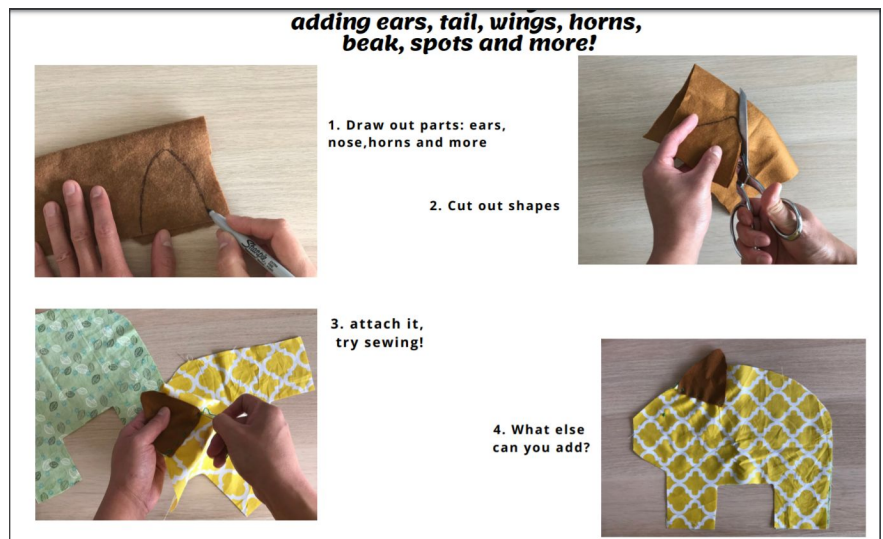 adding ears, tail, wings, horns,
beak, spots and more!
1. Draw out parts: ears,
nose,horns and more
2. Cut out shapes
3. attach it,
try sewing!
4. What else
can you add?
Sharpie